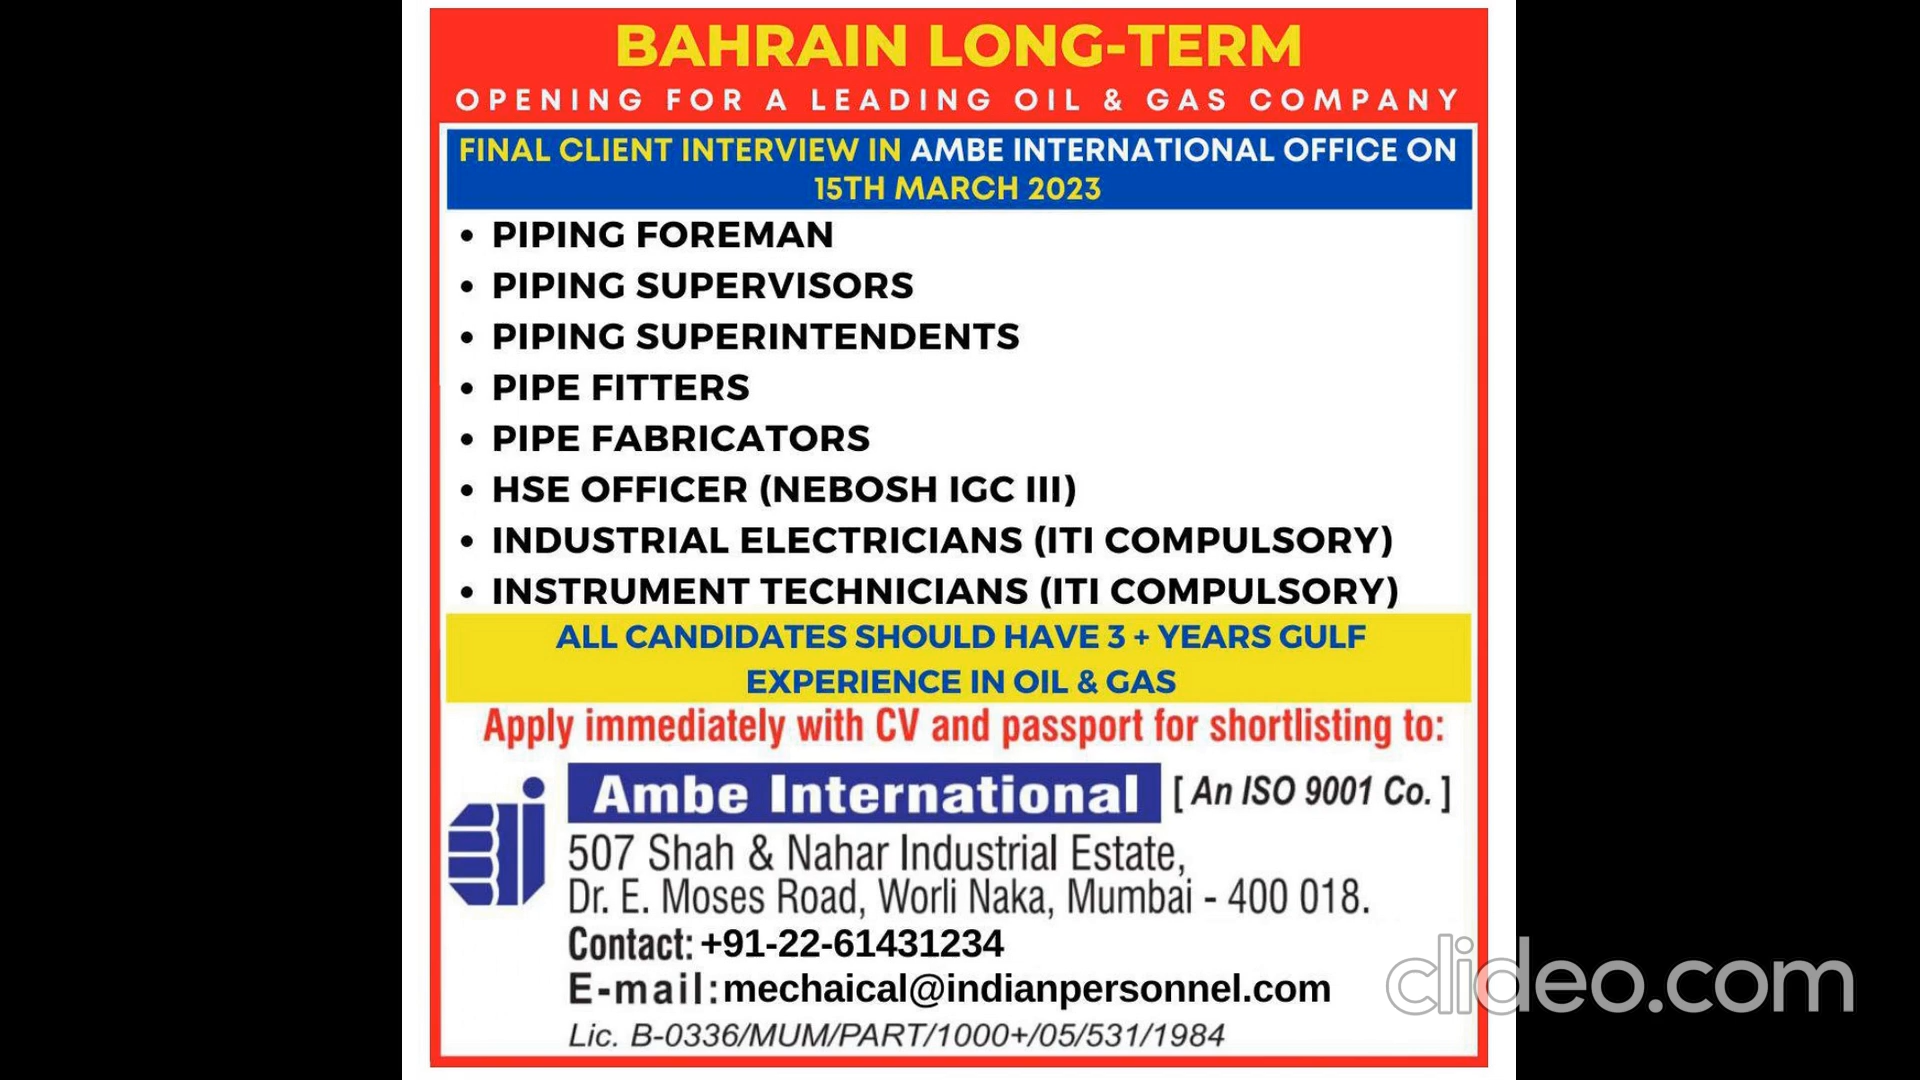 BAHRAIN LONG-TERM
OPENING FOR A LEADING OIL & GAS COMPANY
FINAL CLIENT INTERVIEW IN AMBE INTERNATIONAL OFFICE ON
15TH MARCH 2023
• PIPING FOREMAN
• PIPING SUPERVISORS
• PIPING SUPERINTENDENTS
• PIPE FITTERS
• PIPE FABRICATORS
• HSE OFFICER (NEBOSH IGC III)
• INDUSTRIAL ELECTRICIANS (ITI COMPULSORY)
• INSTRUMENT TECHNICIANS (ITI COMPULSORY)
ALL CANDIDATES SHOULD HAVE 3 + YEARS GULF
EXPERIENCE IN OIL & GAS
Apply immediately with CV and passport for shortlisting to:
Ambe International [ An ISO 9001 Co. ]
507 Shah & Nahar Industrial Estate,
Dr. E. Moses Road, Worli Naka, Mumbai - 400 018.
Contact: +91-22-61431234
E-mail: mechaical@indianpersonnel.com
Lic. B-0336/MUM/PART/1000+/05/531/1984
clideo.com